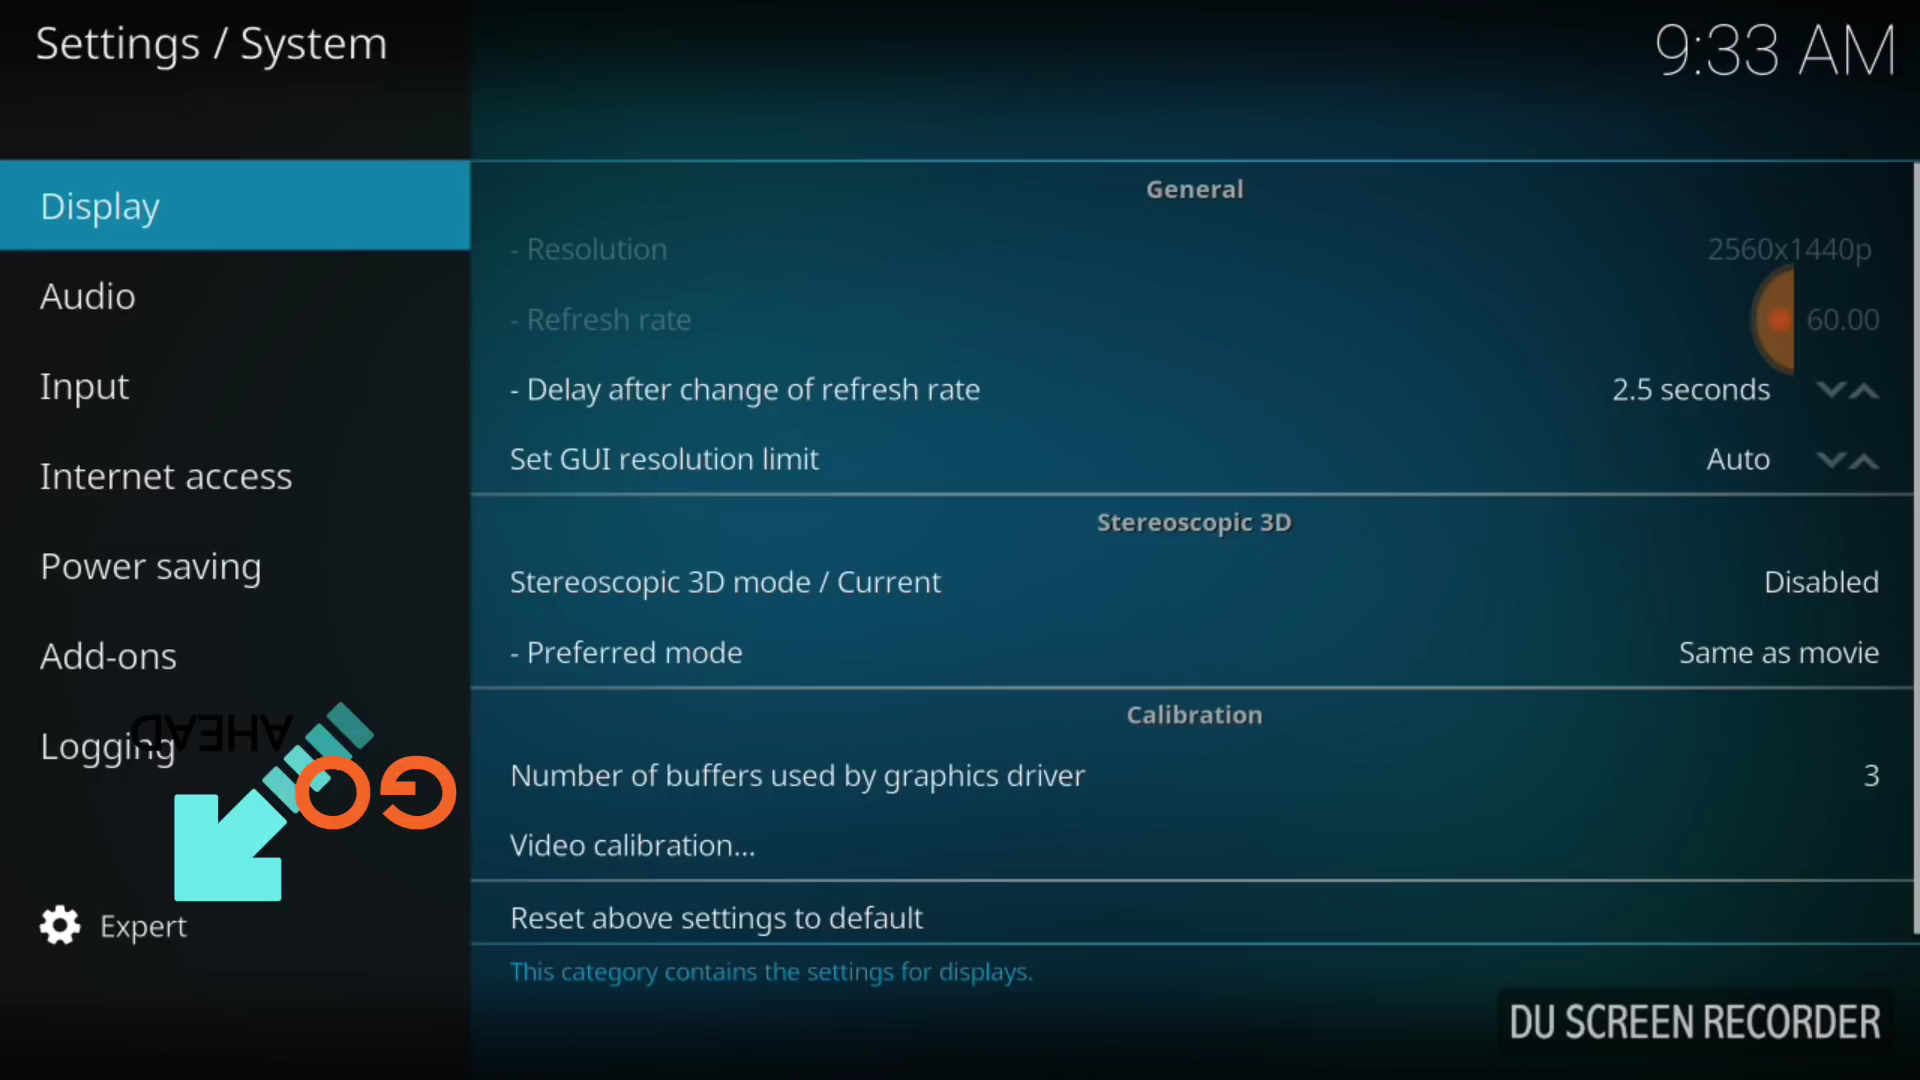 Settings / System
9:33 AM
Display
Audio
Input
Internet access
Power saving
Add-ons
Logging
AHEAD
GO
Expert
General
- Resolution 2560x1440p
- Refresh rate 60.00
- Delay after change of refresh rate 2.5 seconds
Set GUI resolution limit Auto
Stereoscopic 3D
Stereoscopic 3D mode / Current Disabled
- Preferred mode Same as movie
Calibration
Number of buffers used by graphics driver 3
Video calibration...
Reset above settings to default
This category contains the settings for displays.
DU SCREEN RECORDER